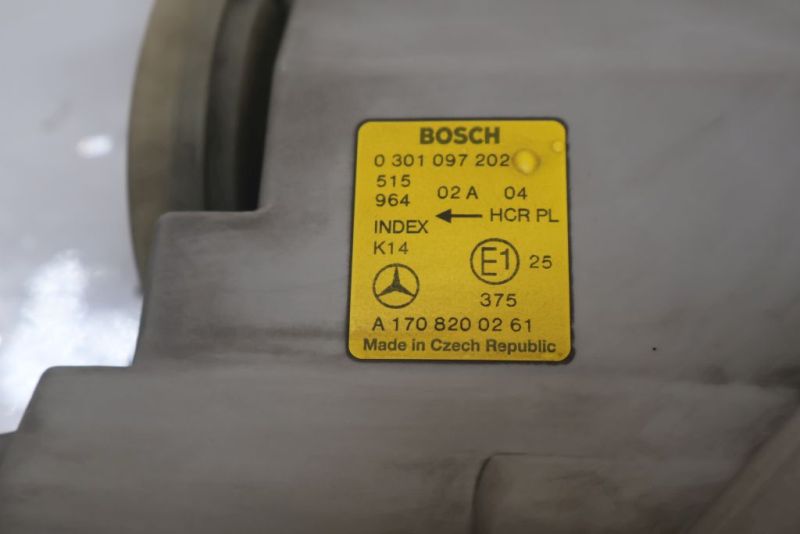 BOSCH
0 301 097 202
515
964 02 A 04
INDEX ← HCR PL
K14
E1 25
375
A 170 820 02 61
Made in Czech Republic